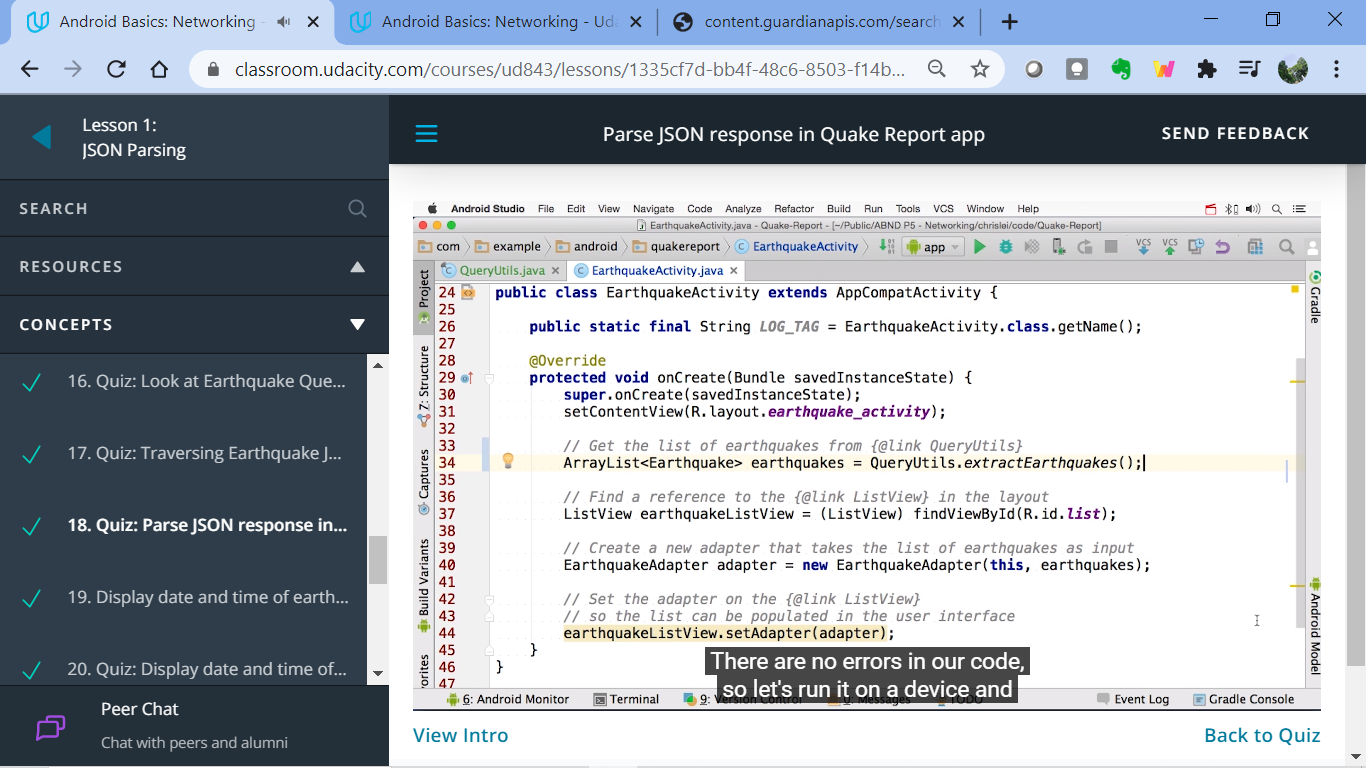 Android Basics: Networking -
Android Basics: Networking - Uda
content.guardianapis.com/search
classroom.udacity.com/courses/ud843/lessons/1335cf7d-bb4f-48c6-8503-f14b...
Lesson 1:
JSON Parsing
Parse JSON response in Quake Report app
SEND FEEDBACK
SEARCH
RESOURCES
CONCEPTS
16. Quiz: Look at Earthquake Que...
17. Quiz: Traversing Earthquake J...
18. Quiz: Parse JSON response in...
19. Display date and time of earth...
20. Quiz: Display date and time of...
Peer Chat
Chat with peers and alumni
Android Studio File Edit View Navigate Code Analyze Refactor Build Run Tools VCS Window Help
EarthquakeActivity.java - Quake-Report - [~/Public/ABND P5 - Networking/chrislei/code/Quake-Report]
com example android quakereport EarthquakeActivity app VCS VCS
QueryUtils.java EarthquakeActivity.java
Project
Z: Structure
Captures
Build Variants
Gradle
Android Model
24 public class EarthquakeActivity extends AppCompatActivity {
25
26 public static final String LOG_TAG = EarthquakeActivity.class.getName();
27
28 @Override
29 protected void onCreate(Bundle savedInstanceState) {
30 super.onCreate(savedInstanceState);
31 setContentView(R.layout.earthquake_activity);
32
33 // Get the list of earthquakes from {@link QueryUtils}
34 ArrayList<Earthquake> earthquakes = QueryUtils.extractEarthquakes();
35
36 // Find a reference to the {@link ListView} in the layout
37 ListView earthquakeListView = (ListView) findViewById(R.id.list);
38
39 // Create a new adapter that takes the list of earthquakes as input
40 EarthquakeAdapter adapter = new EarthquakeAdapter(this, earthquakes);
41
42 // Set the adapter on the {@link ListView}
43 // so the list can be populated in the user interface
44 earthquakeListView.setAdapter(adapter);
45 }
46 }
47
There are no errors in our code,
so let's run it on a device and
6: Android Monitor Terminal 9: Version Control Messages TODO Event Log Gradle Console
View Intro
Back to Quiz